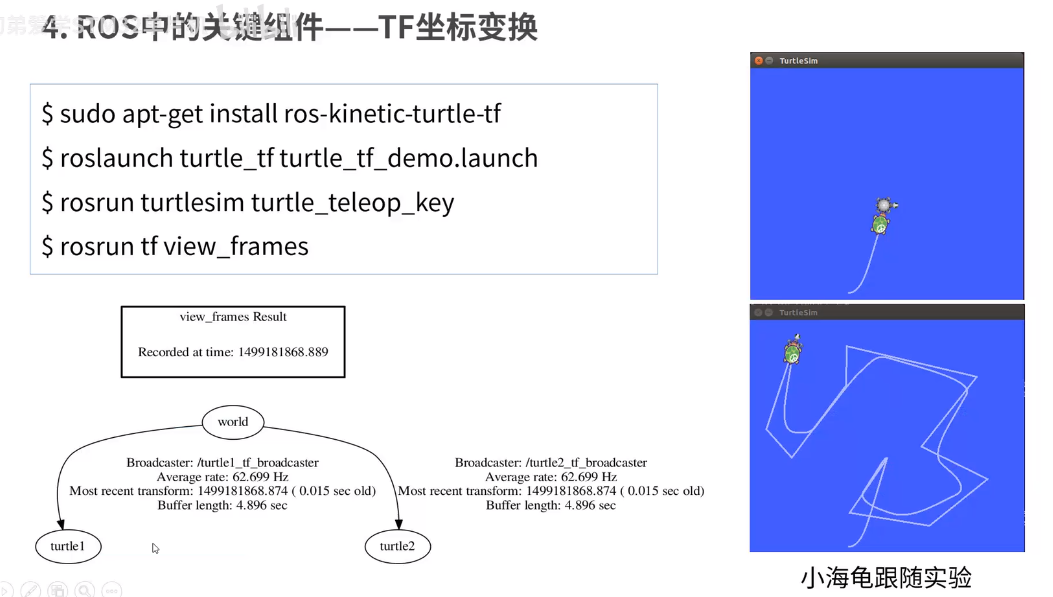 4. ROS中的关键组件——TF坐标变换
$ sudo apt-get install ros-kinetic-turtle-tf
$ roslaunch turtle_tf turtle_tf_demo.launch
$ rosrun turtlesim turtle_teleop_key
$ rosrun tf view_frames
view_frames Result
Recorded at time: 1499181868.889
world
Broadcaster: /turtle1_tf_broadcaster
Average rate: 62.699 Hz
Most recent transform: 1499181868.874 ( 0.015 sec old)
Buffer length: 4.896 sec
Broadcaster: /turtle2_tf_broadcaster
Average rate: 62.699 Hz
Most recent transform: 1499181868.874 ( 0.015 sec old)
Buffer length: 4.896 sec
turtle1
turtle2
TurtleSim
TurtleSim
小海龟跟随实验